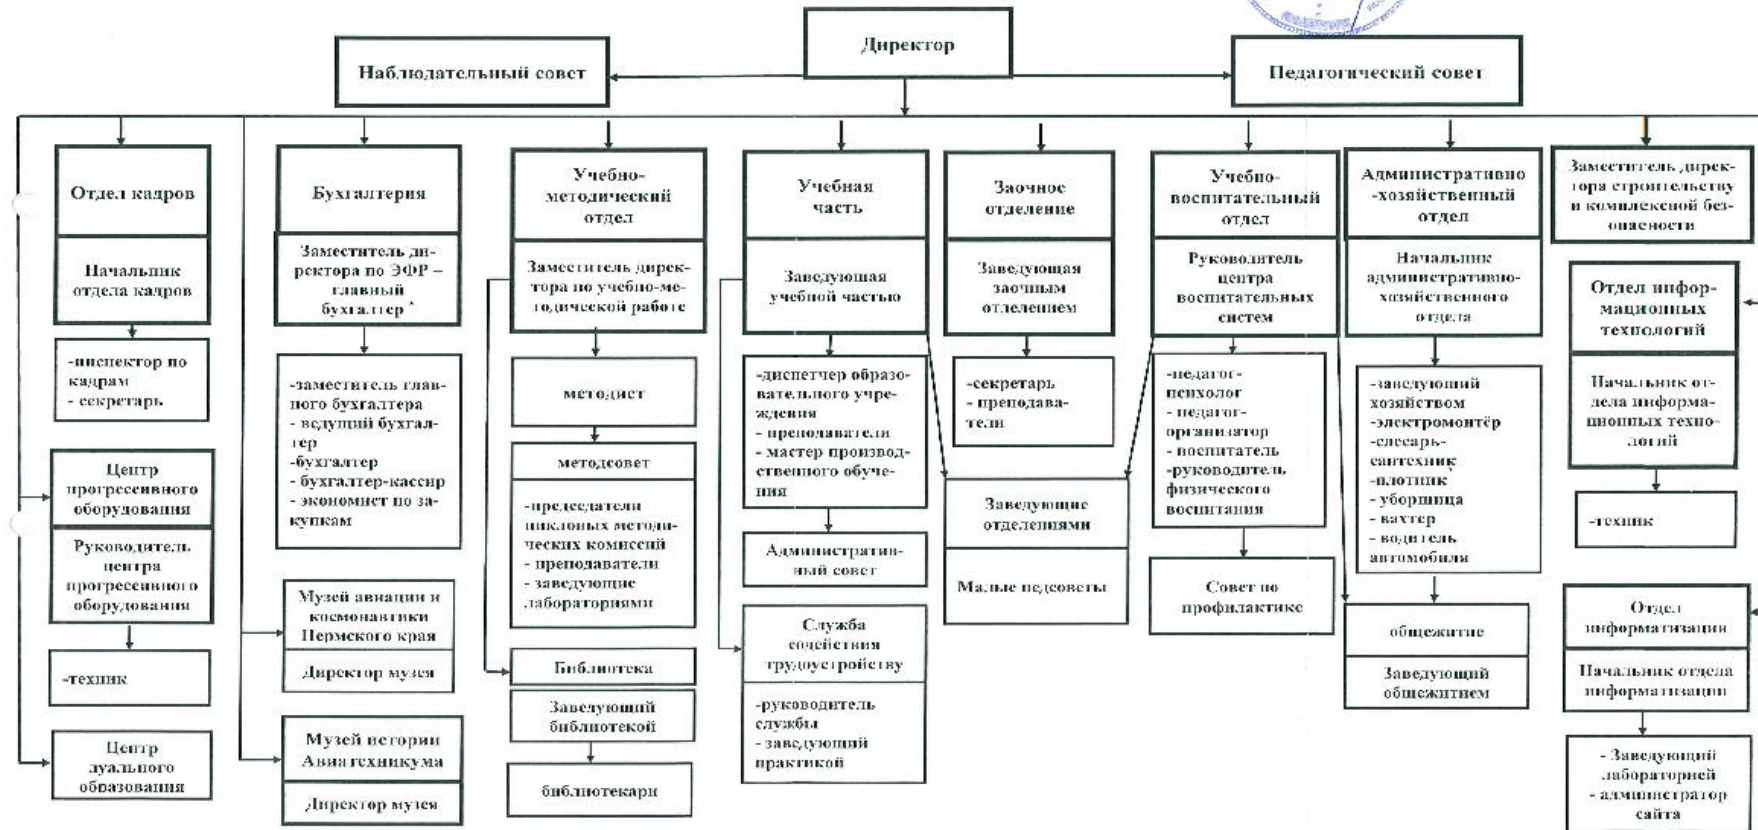 Директор
Наблюдательный совет
Педагогический совет
Отдел кадров
Начальник
отдела кадров
-инспектор по
кадрам
- секретарь
Центр
прогрессивного
оборудования
Руководитель
центра
прогрессивного
оборудования
-техник
Центр
дуального
образования
Бухгалтерия
Заместитель ди-
ректора по ЭФР –
главный
бухгалтер
-заместитель глав-
ного бухгалтера
- ведущий бухгал-
тер
-бухгалтер
- бухгалтер-кассир
- экономист по за-
купкам
Музей авиации и
космонавтики
Пермского края
Директор музея
Музей истории
Авиатехникума
Директор музея
Учебно-
методический
отдел
Заместитель дирек-
тора по учебно-ме-
тодической работе
методист
методсовет
- председатели
цикловых методи-
ческих комиссий
- преподаватели
- заведующие
лабораториями
Библиотека
Заведующий
библиотекой
библиотекари
Учебная
часть
Заведующая
учебной частью
-диспетчер образо-
вательного учре-
ждения
- преподаватели
- мастер производ-
ственного обуче-
ния
Административ-
ный совет
Служба
содействия
трудоустройству
-руководитель
службы
- заведующий
практикой
Заочное
отделение
Заведующая
заочным
отделением
-секретарь
- преподава-
тели
Заведующие
отделениями
Малые педсоветы
Учебно-
воспитательный
отдел
Руководитель
центра
воспитательных
систем
-педагог-
психолог
- педагог-
организатор
- воспитатель
-руководитель
физического
воспитания
Совет по
профилактике
Административно
-хозяйственный
отдел
Начальник
административно-
хозяйственного
отдела
-заведующий
хозяйством
-электромонтёр
-слесарь-
сантехник
-плотник
- уборщица
- вахтер
- водитель
автомобиля
общежитие
Заведующий
общежитием
Заместитель дирек-
тора строительству
и комплексной без-
опасности
Отдел инфор-
мационных
технологий
Начальник от-
дела информа-
ционных техно-
логий
-техник
Отдел
информатизации
Начальник отдела
информатизации
- Заведующий
лабораторией
- администратор
сайта